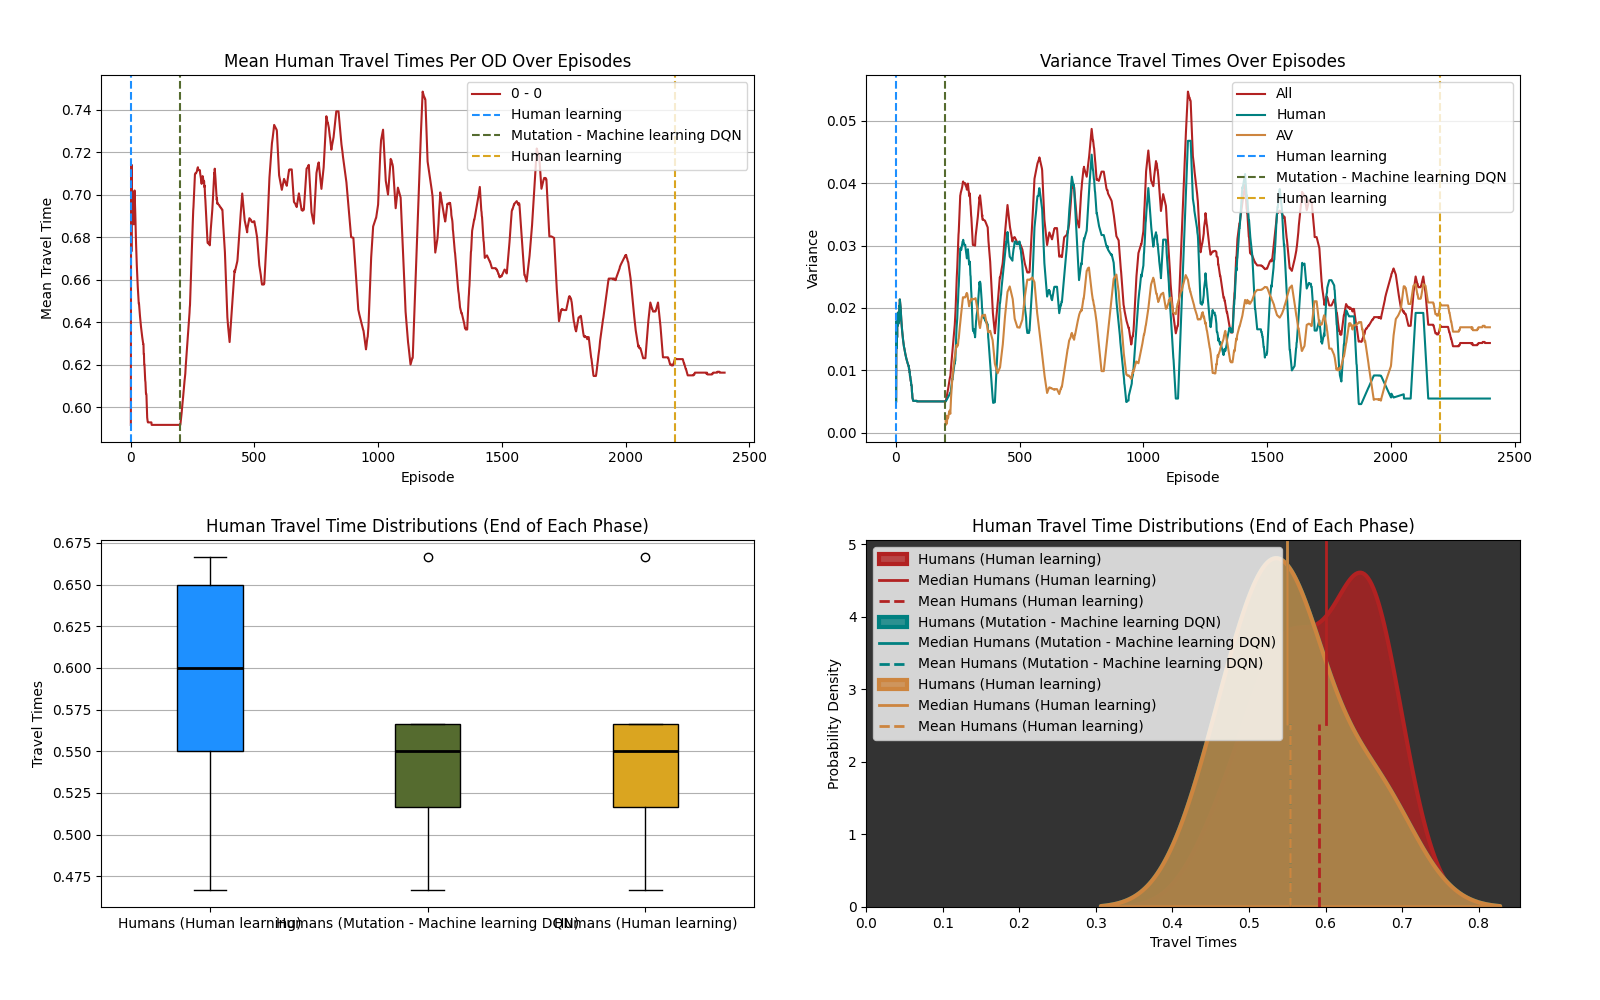 Mean Human Travel Times Per OD Over Episodes
Mean Travel Time
0.74
0.72
0.70
0.68
0.66
0.64
0.62
0.60
0 - 0
Human learning
Mutation - Machine learning DQN
Human learning
0 500 1000 1500 2000 2500
Episode
Variance Travel Times Over Episodes
Variance
0.05
0.04
0.03
0.02
0.01
0.00
All
Human
AV
Human learning
Mutation - Machine learning DQN
Human learning
0 500 1000 1500 2000 2500
Episode
Human Travel Time Distributions (End of Each Phase)
Travel Times
0.675
0.650
0.625
0.600
0.575
0.550
0.525
0.500
0.475
Humans (Human learning) Humans (Mutation - Machine learning DQN) Humans (Human learning)
Human Travel Time Distributions (End of Each Phase)
Probability Density
5
4
3
2
1
0
Humans (Human learning)
Median Humans (Human learning)
Mean Humans (Human learning)
Humans (Mutation - Machine learning DQN)
Median Humans (Mutation - Machine learning DQN)
Mean Humans (Mutation - Machine learning DQN)
Humans (Human learning)
Median Humans (Human learning)
Mean Humans (Human learning)
0.0 0.1 0.2 0.3 0.4 0.5 0.6 0.7 0.8
Travel Times